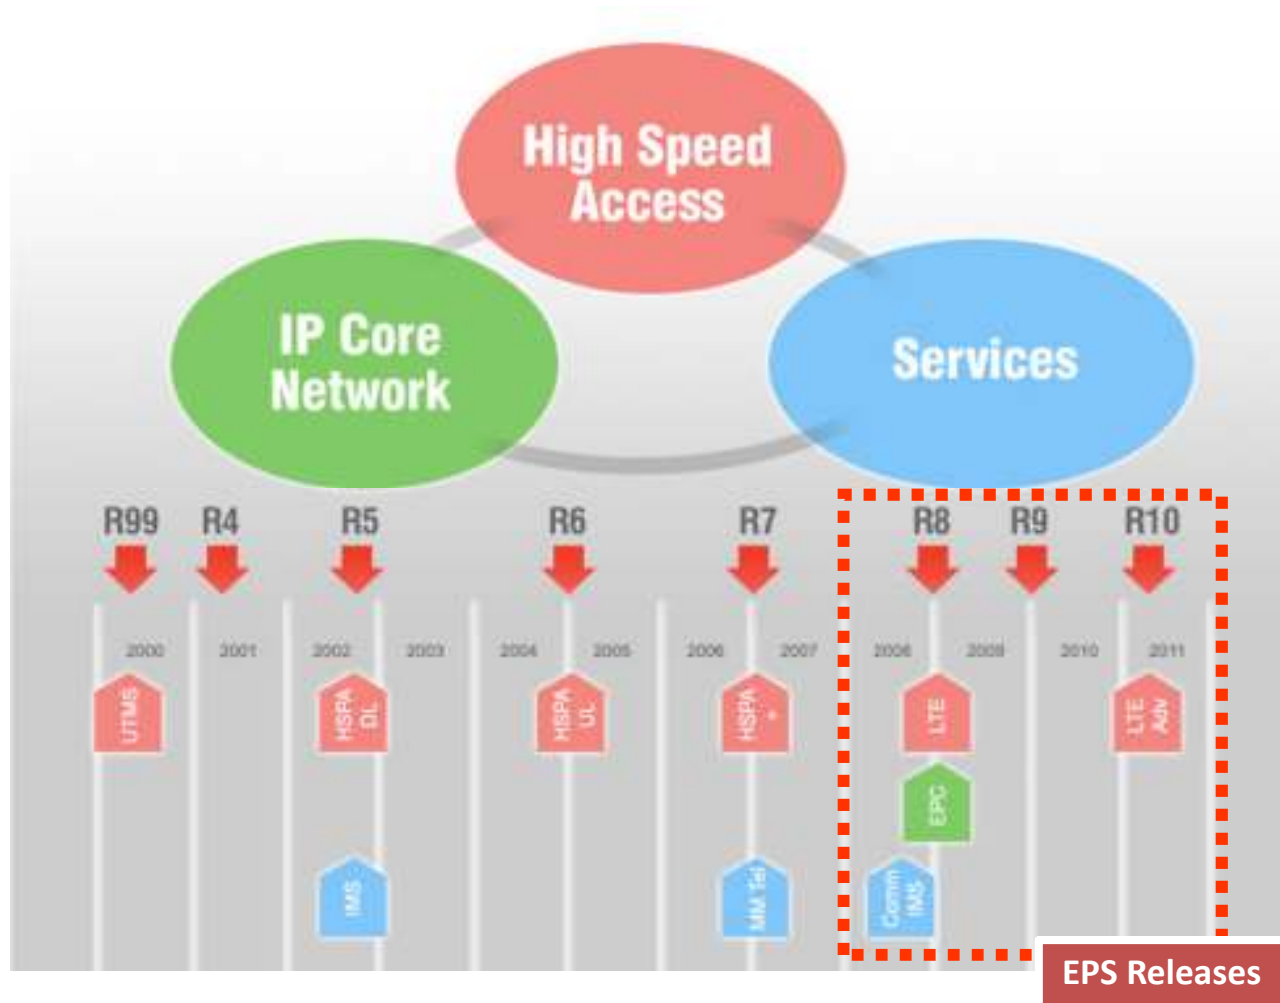 High Speed
Access
IP Core
Network
Services
R99 R4 R5 R6 R7 R8 R9 R10
2000 2001 2002 2003 2004 2005 2006 2007 2008 2009 2010 2011
UTMS
HSPA
DL
HSPA
UL
HSPA
+
LTE
LTE
Adv
EPC
IMS
MM Tel
Comm
IMS
EPS Releases